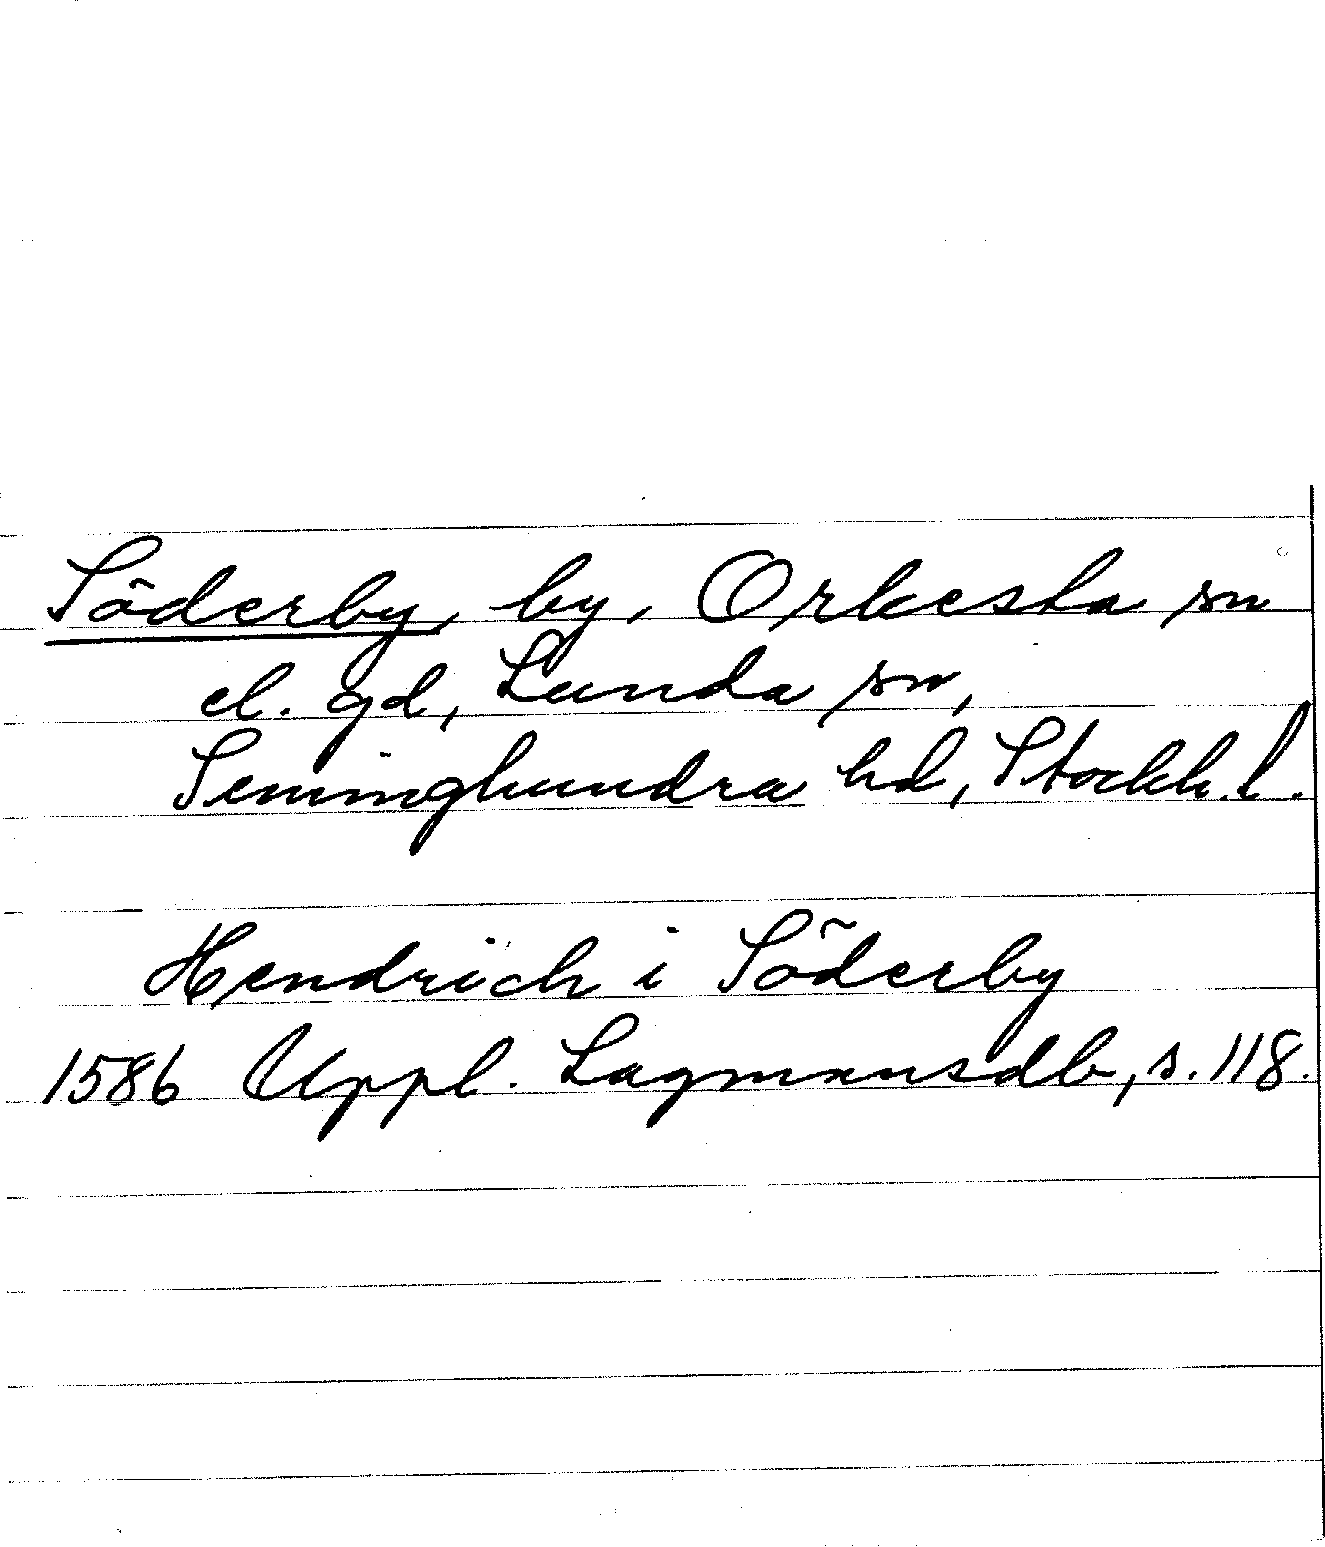 Söderby by, Orkesta sn
el. gd, Lunda sn,
Seminghundra hd, Stockh. l.
Hendrich i Söderby
1586 Uppl. Lagmansdb, s. 118.